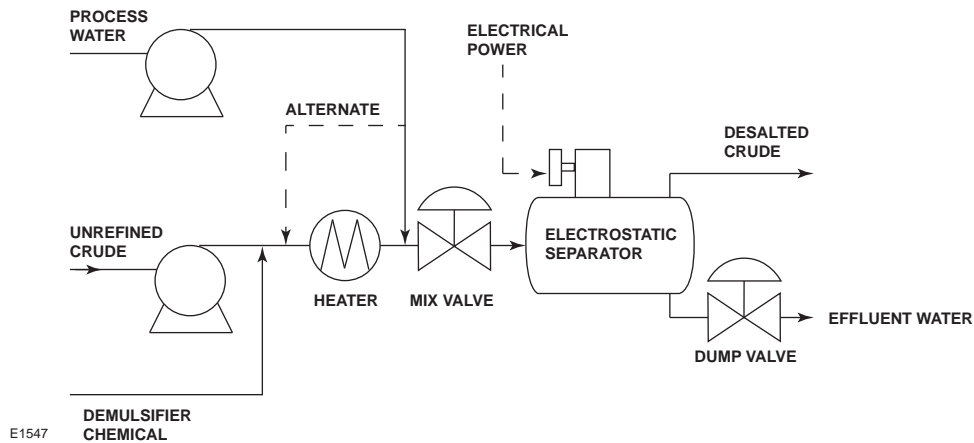 PROCESS
WATER
ELECTRICAL
POWER
ALTERNATE
DESALTED
CRUDE
UNREFINED
CRUDE
ELECTROSTATIC
SEPARATOR
HEATER
MIX VALVE
EFFLUENT WATER
DUMP VALVE
DEMULSIFIER
CHEMICAL
E1547